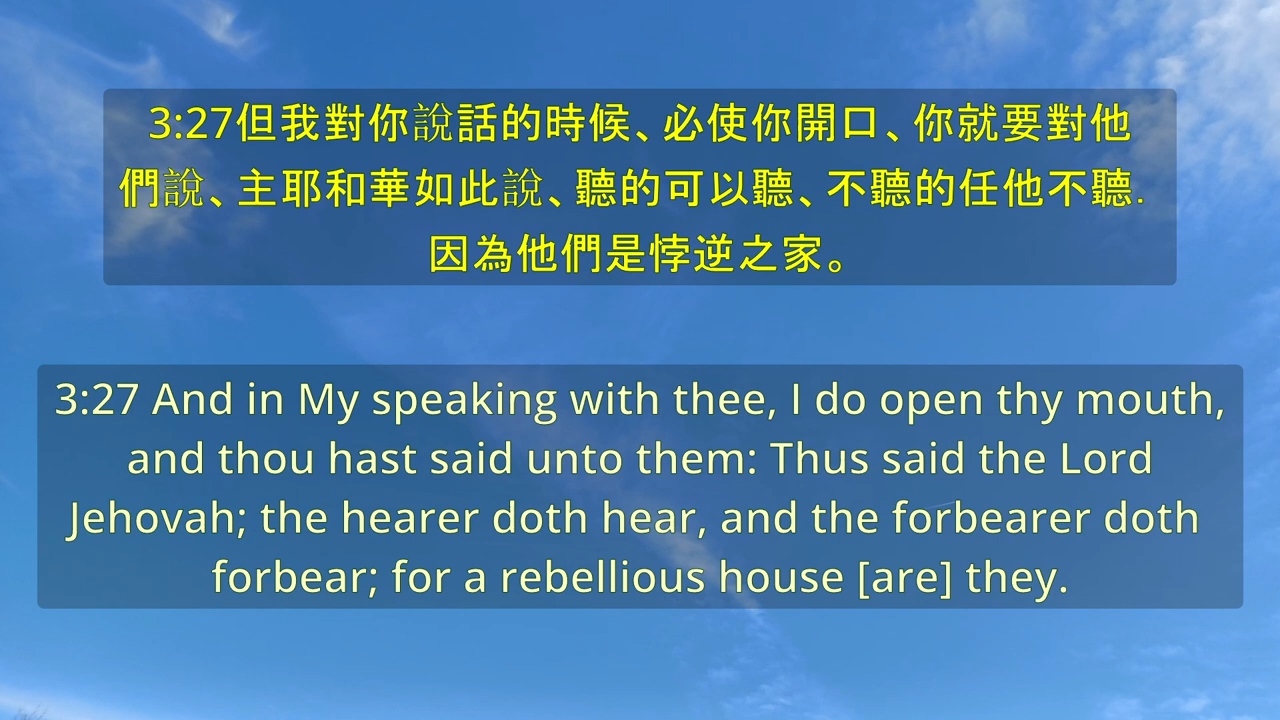 3:27但我對你說話的時候、必使你開口、你就要對他
們說、主耶和華如此說、聽的可以聽、不聽的任他不聽.
因為他們是悖逆之家。
3:27 And in My speaking with thee, I do open thy mouth,
and thou hast said unto them: Thus said the Lord
Jehovah; the hearer doth hear, and the forbearer doth
forbear; for a rebellious house [are] they.